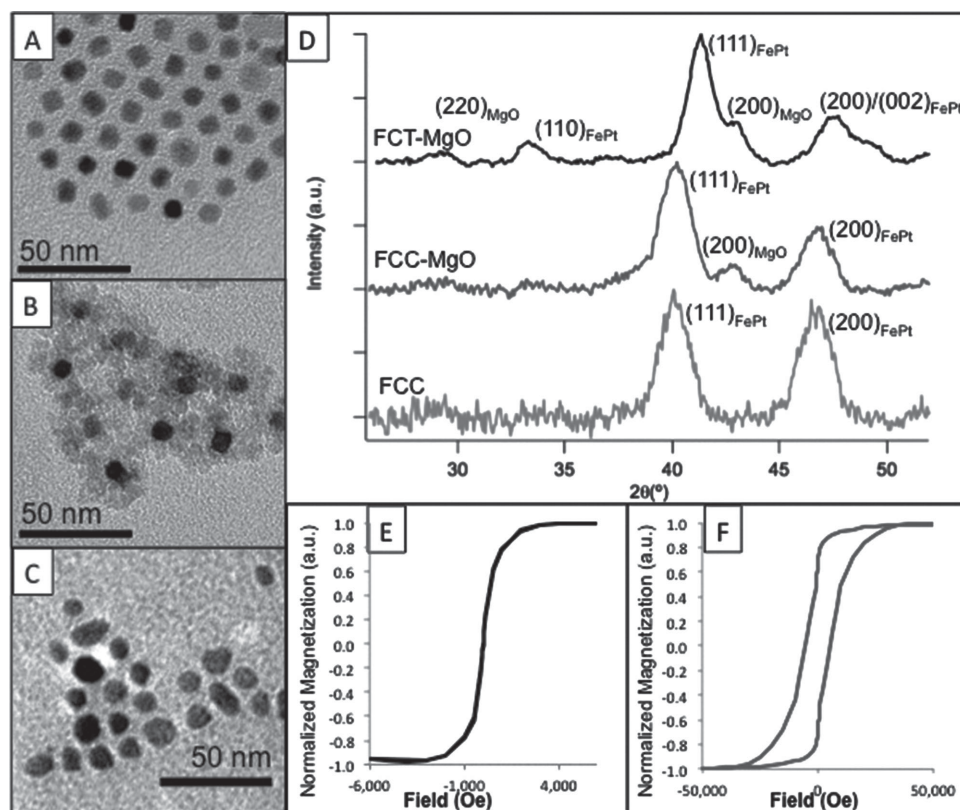 A
50 nm
B
50 nm
C
50 nm
D
Intensity (a.u.)
(111)FePt
(220)MgO
(110)FePt
(200)MgO
(200)/(002)FePt
FCT-MgO
(111)FePt
(200)MgO
(200)FePt
FCC-MgO
(111)FePt
(200)FePt
FCC
30 35 40 45 50
2θ(º)
E
Normalized Magnetization (a.u.)
1.0
0.8
0.6
0.4
0.2
0.0
-0.2
-0.4
-0.6
-0.8
-1.0
-6,000 -1,000 4,000
Field (Oe)
F
Normalized Magnetization (a.u.)
1.0
0.8
0.6
0.4
0.2
0.0
-0.2
-0.4
-0.6
-0.8
-1.0
-50,000 0 50,000
Field (Oe)